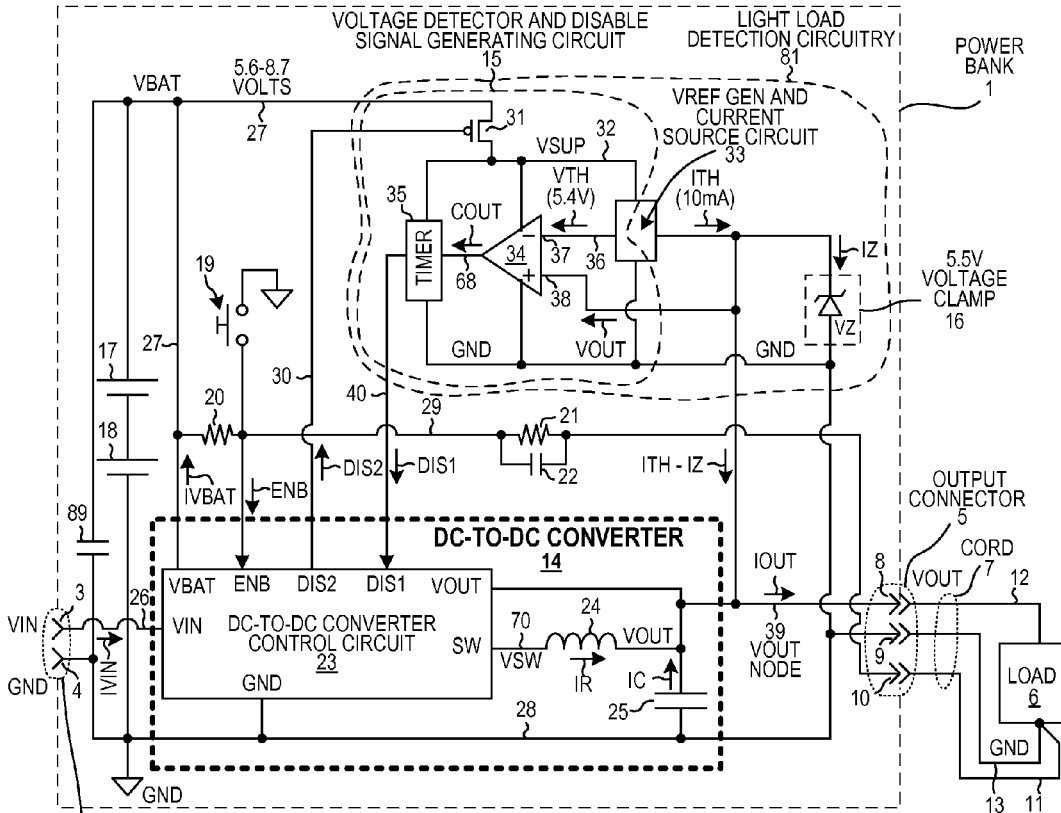 VOLTAGE DETECTOR AND DISABLE
SIGNAL GENERATING CIRCUIT
15
LIGHT LOAD
DETECTION CIRCUITRY
81
POWER
BANK
1
VBAT
5.6-8.7
VOLTS
27
31
VSUP
32
VREF GEN AND
CURRENT
SOURCE CIRCUIT
33
VTH
(5.4V)
ITH
(10mA)
35
TIMER
COUT
68
34
−
+
37
38
36
IZ
VZ
5.5V
VOLTAGE
CLAMP
16
VOUT
GND
GND
19
27
17
18
30
40
20
29
21
22
IVBAT
ENB
DIS2
DIS1
ITH - IZ
89
OUTPUT
CONNECTOR
5
CORD
7
DC-TO-DC CONVERTER
14
VBAT
ENB
DIS2
DIS1
VOUT
VIN
3
26
VIN
DC-TO-DC CONVERTER
CONTROL CIRCUIT
23
SW
GND
70
VSW
24
IR
VOUT
IC
25
28
IOUT
39
VOUT
NODE
8
9
10
VOUT
12
LOAD
6
GND
13
11
GND
4
IVIN
GND